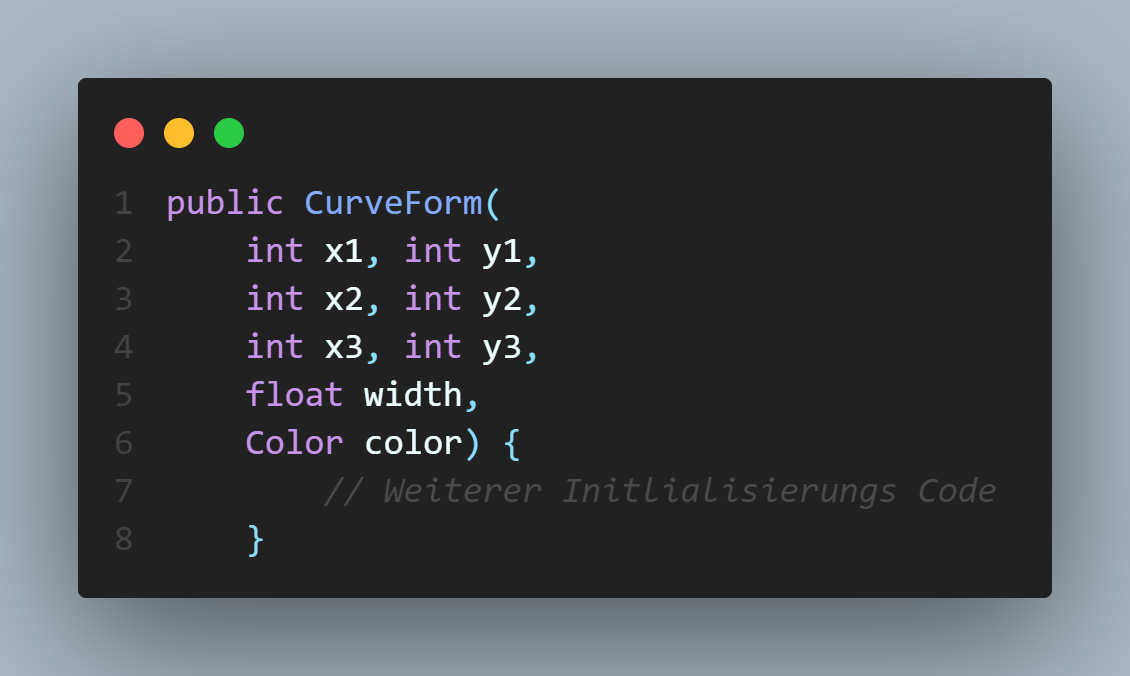 1 public CurveForm(
2     int x1, int y1,
3     int x2, int y2,
4     int x3, int y3,
5     float width,
6     Color color) {
7         // Weiterer Initlialisierungs Code
8     }